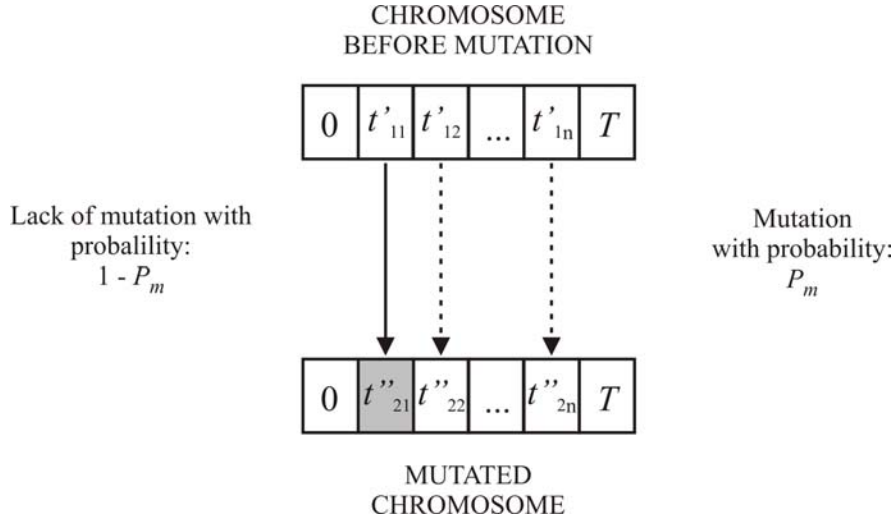 CHROMOSOME
BEFORE MUTATION
0 t’11 t’12 ... t’1n T
Lack of mutation with
probalility:
1 - Pm
Mutation
with probability:
Pm
0 t”21 t”22 ... t”2n T
MUTATED
CHROMOSOME